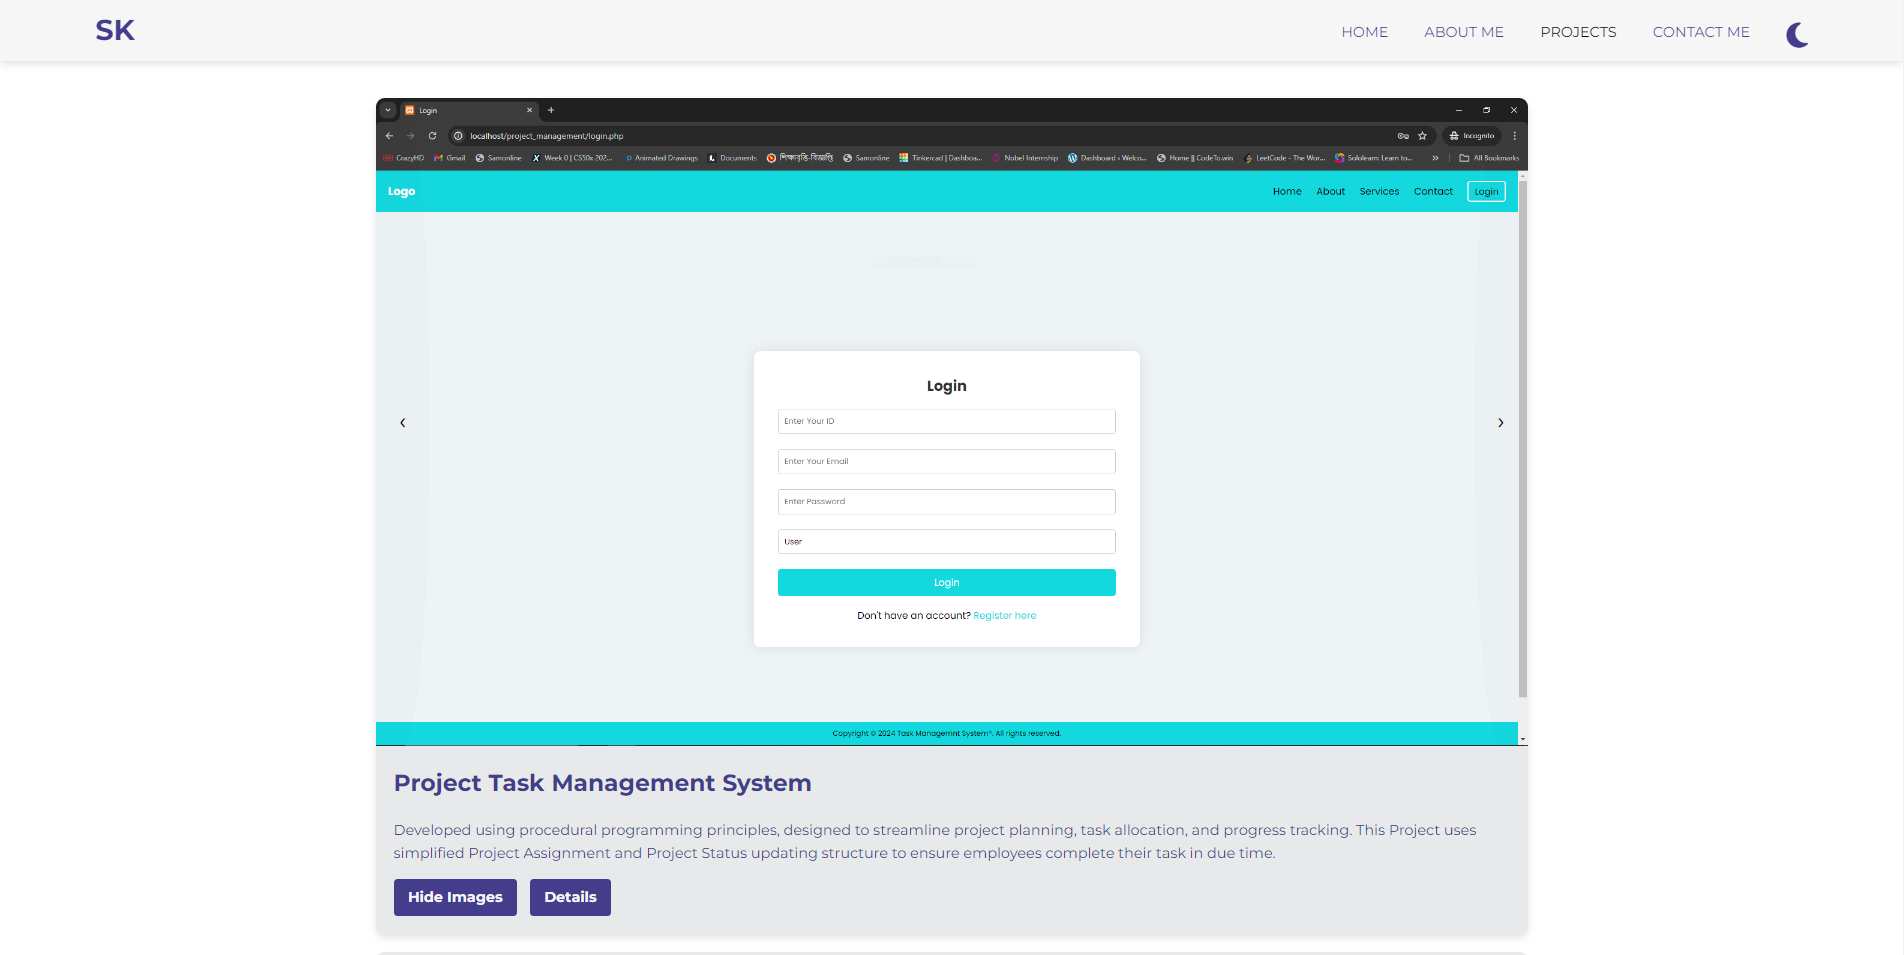 SK
HOME ABOUT ME PROJECTS CONTACT ME
Login
localhost/project_management/login.php
Incognito
CrazyHD Gmail Samonline Week 0 | CS50x 202... Animated Drawings Documents শিক্ষাবৃত্তি-বিজ্ঞপ্তি Samonline Tinkercad | Dashboa... Nobel Internship Dashboard ‹ Welco... Home || CodeTo.win LeetCode - The Wor... Sololearn: Learn to... » All Bookmarks
Logo
Home About Services Contact Login
Login
Enter Your ID
Enter Your Email
Enter Password
User
Login
Don't have an account? Register here
Copyright © 2024 Task Managemnt System®. All rights reserved.
Project Task Management System
Developed using procedural programming principles, designed to streamline project planning, task allocation, and progress tracking. This Project uses
simplified Project Assignment and Project Status updating structure to ensure employees complete their task in due time.
Hide Images Details